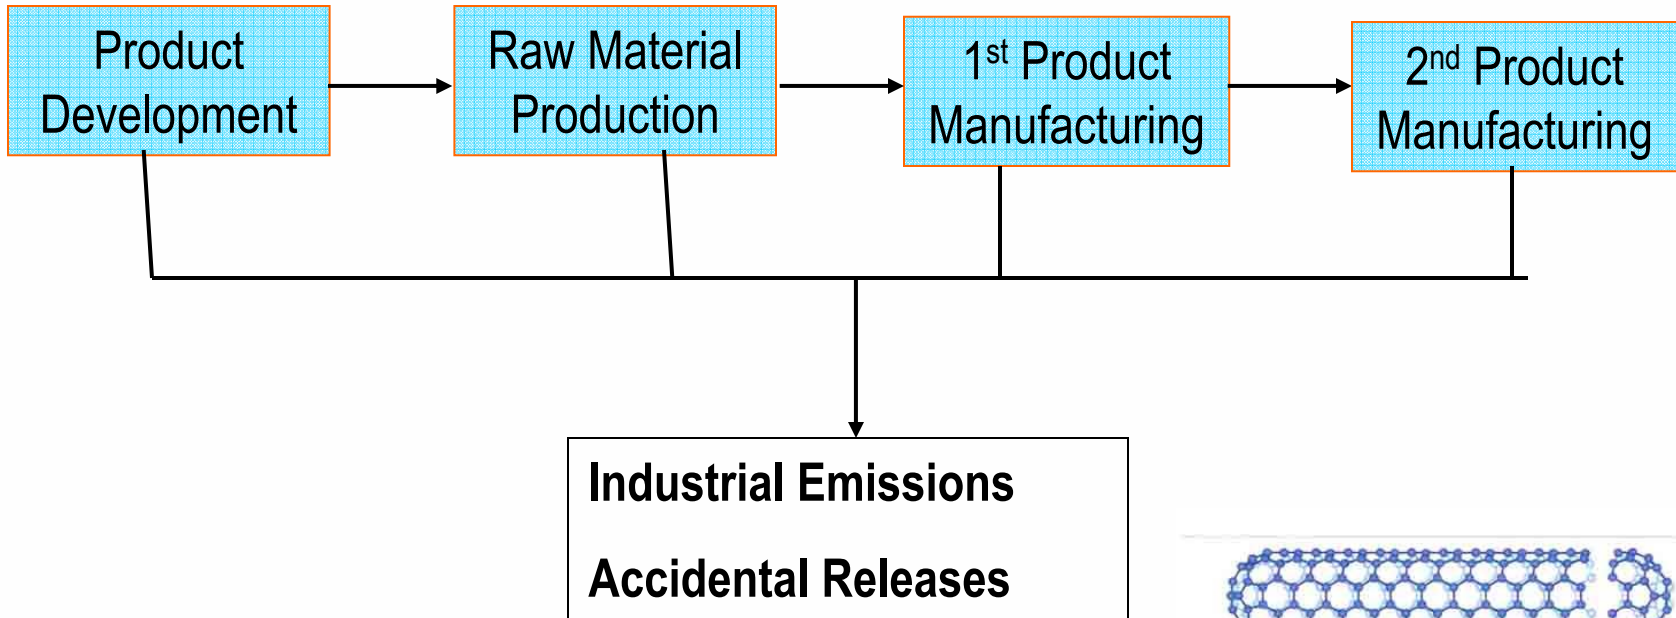 Product
Development
Raw Material
Production
1st Product
Manufacturing
2nd Product
Manufacturing
Industrial Emissions
Accidental Releases